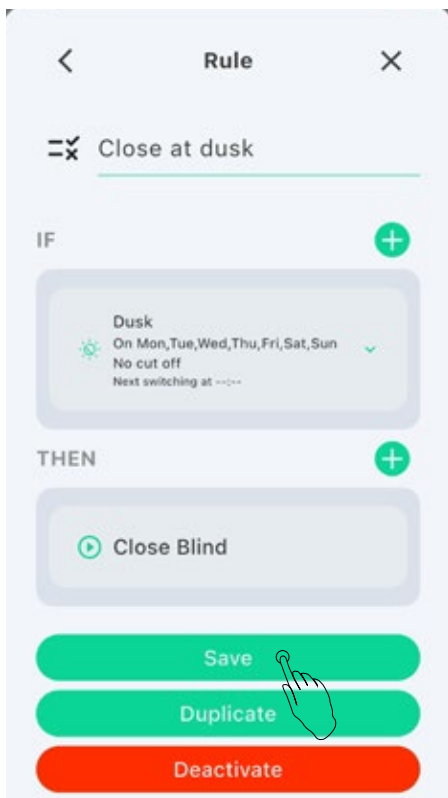 Rule
Close at dusk
IF
Dusk
On Mon,Tue,Wed,Thu,Fri,Sat,Sun
No cut off
Next switching at --:--
THEN
Close Blind
Save
Duplicate
Deactivate